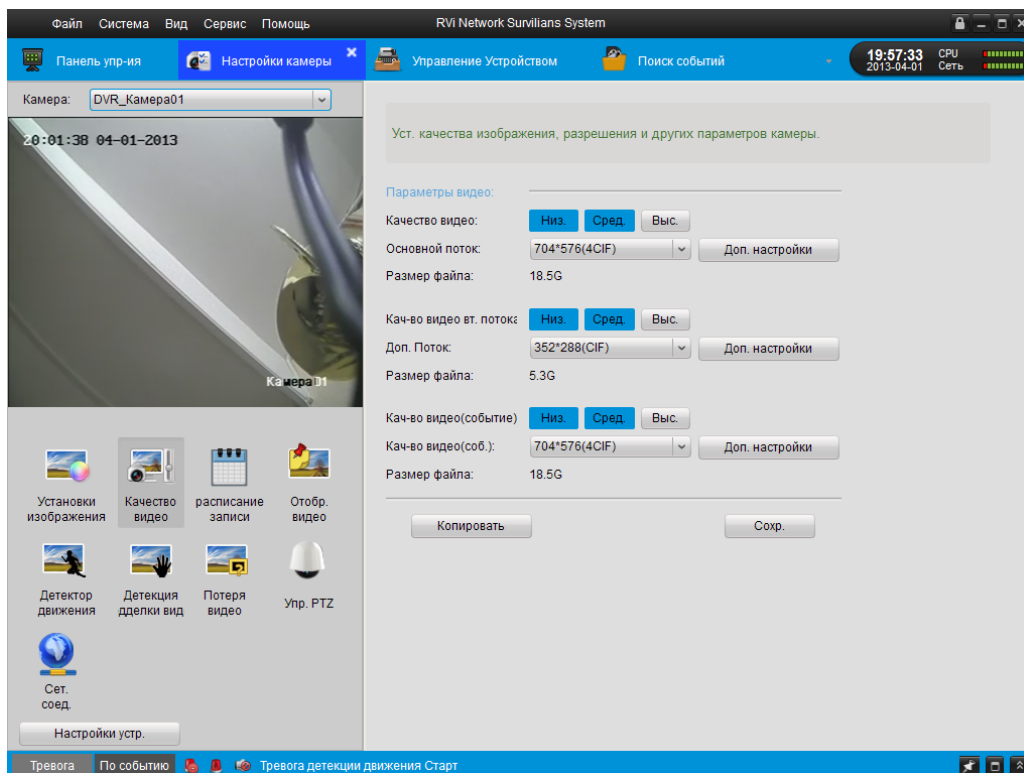 Файл Система Вид Сервис Помощь RVi Network Survilians System
Панель упр-ия Настройки камеры Управление Устройством Поиск событий 19:57:33 CPU
2013-04-01 Сеть
Камера: DVR_Камера01
20:01:38 04-01-2013
Камера01
Установки изображения
Качество видео
расписание записи
Отобр. видео
Детектор движения
Детекция дделки вид
Потеря видео
Упр. PTZ
Сет. соед.
Настройки устр.
Уст. качества изображения, разрешения и других параметров камеры.
Параметры видео:
Качество видео: Низ. Сред. Выс.
Основной поток: 704*576(4CIF) Доп. настройки
Размер файла: 18.5G
Кач-во видео вт. потока Низ. Сред. Выс.
Доп. Поток: 352*288(CIF) Доп. настройки
Размер файла: 5.3G
Кач-во видео(событие) Низ. Сред. Выс.
Кач-во видео(соб.): 704*576(4CIF) Доп. настройки
Размер файла: 18.5G
Копировать Сохр.
Тревога По событию Тревога детекции движения Старт